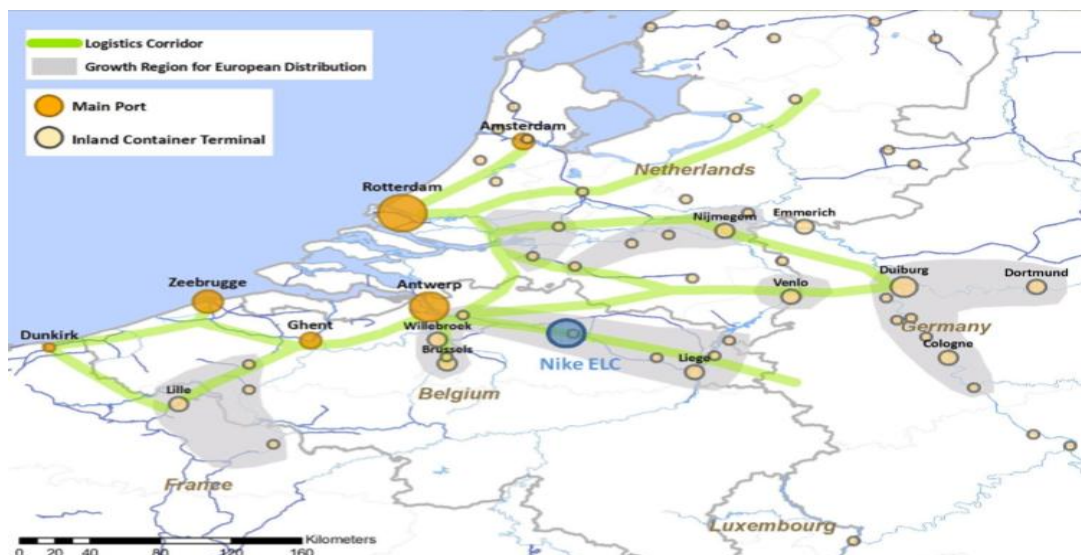 Logistics Corridor
Growth Region for European Distribution
Main Port
Inland Container Terminal
Amsterdam
Netherlands
Rotterdam
Nijmegem
Emmerich
Zeebrugge
Antwerp
Venlo
Duiburg
Dortmund
Dunkirk
Ghent
Willebroek
Brussels
Germany
Cologne
Nike ELC
Liege
Lille
Belgium
France
Luxembourg
Kilometers
0 20 40 80 120 160